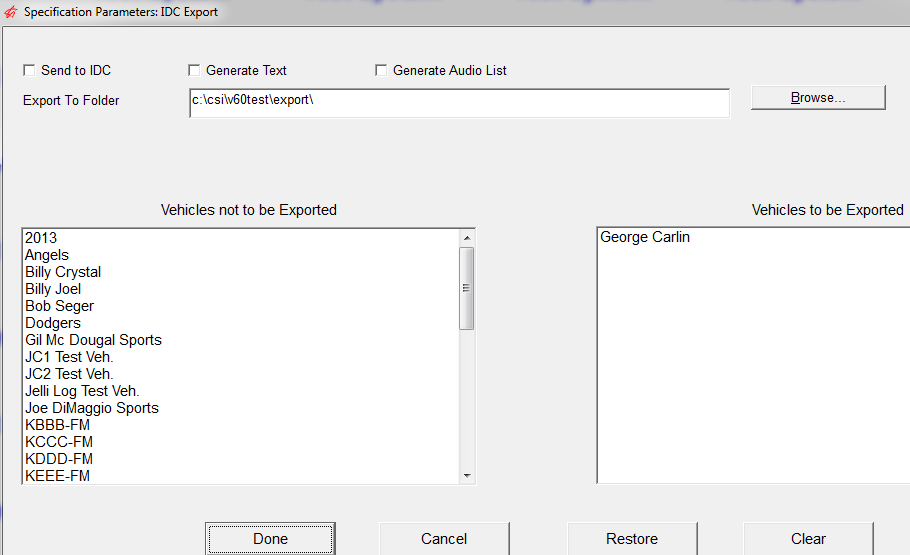 Specification Parameters: IDC Export
Send to IDC Generate Text Generate Audio List
Export To Folder c:\csi\v60test\export\ Browse...
Vehicles not to be Exported Vehicles to be Exported
2013 George Carlin
Angels
Billy Crystal
Billy Joel
Bob Seger
Dodgers
Gil Mc Dougal Sports
JC1 Test Veh.
JC2 Test Veh.
Jelli Log Test Veh.
Joe DiMaggio Sports
KBBB-FM
KCCC-FM
KDDD-FM
KEEE-FM
Done Cancel Restore Clear